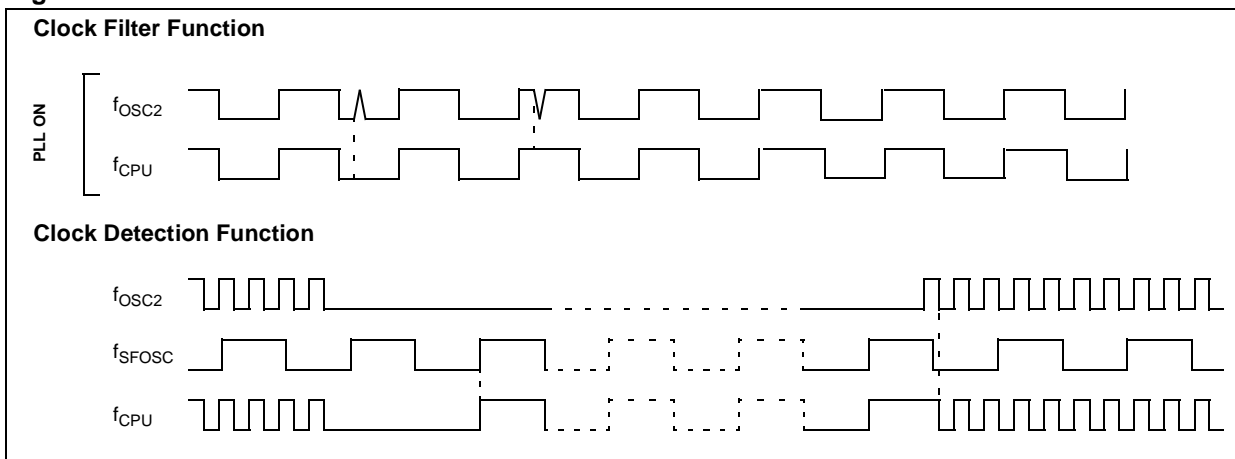 Clock Filter Function
PLL ON
fOSC2
fCPU
Clock Detection Function
fOSC2
fSFOSC
fCPU